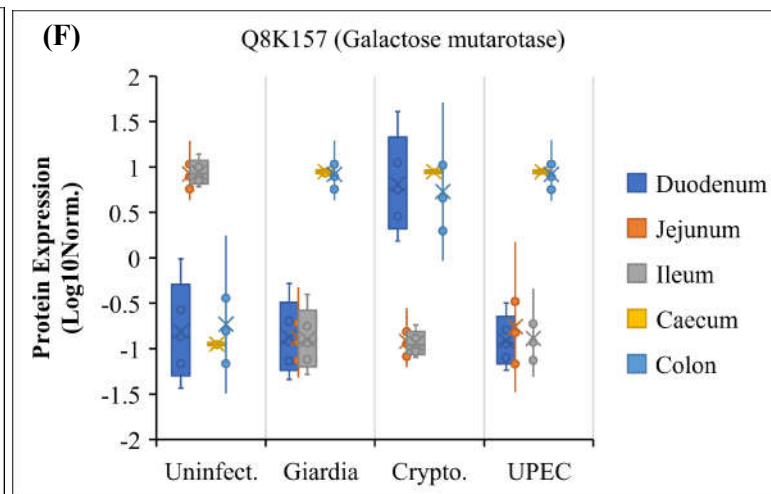 (F)
Q8K157 (Galactose mutarotase)
Protein Expression
(Log10Norm.)
2
1.5
1
0.5
0
-0.5
-1
-1.5
-2
Uninfect. Giardia Crypto. UPEC
Duodenum
Jejunum
Ileum
Caecum
Colon